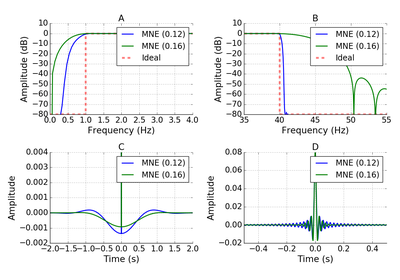 A
10
0
−10
−20
−30
−40
−50
−60
−70
−80
Amplitude (dB)
MNE (0.12)
MNE (0.16)
Ideal
0.0 0.5 1.0 1.5 2.0 2.5 3.0 3.5 4.0
Frequency (Hz)
B
10
0
−10
−20
−30
−40
−50
−60
−70
−80
Amplitude (dB)
MNE (0.12)
MNE (0.16)
Ideal
35 40 45 50 55
Frequency (Hz)
C
0.004
0.003
0.002
0.001
0.000
−0.001
−0.002
Amplitude
MNE (0.12)
MNE (0.16)
−2.0 −1.5 −1.0 −0.5 0.0 0.5 1.0 1.5 2.0
Time (s)
D
0.08
0.06
0.04
0.02
0.00
−0.02
Amplitude
MNE (0.12)
MNE (0.16)
−0.4 −0.2 0.0 0.2 0.4
Time (s)